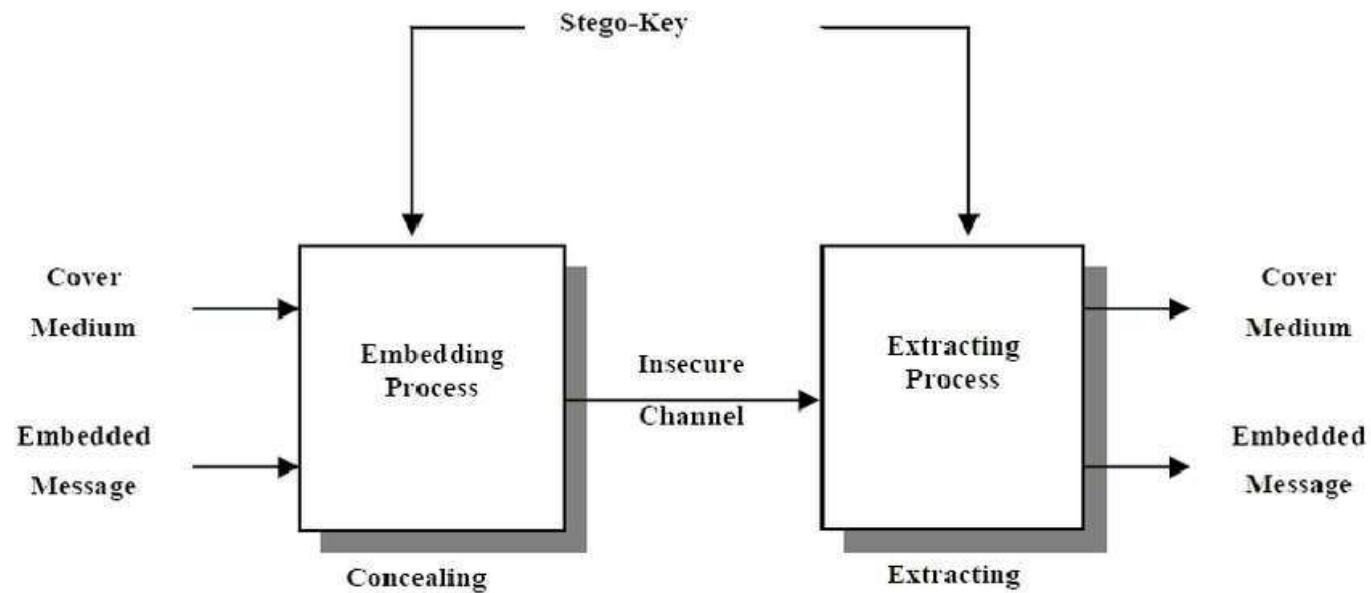 Stego-Key
Cover
Medium
Embedded
Message
Embedding
Process
Insecure
Channel
Extracting
Process
Cover
Medium
Embedded
Message
Concealing
Extracting